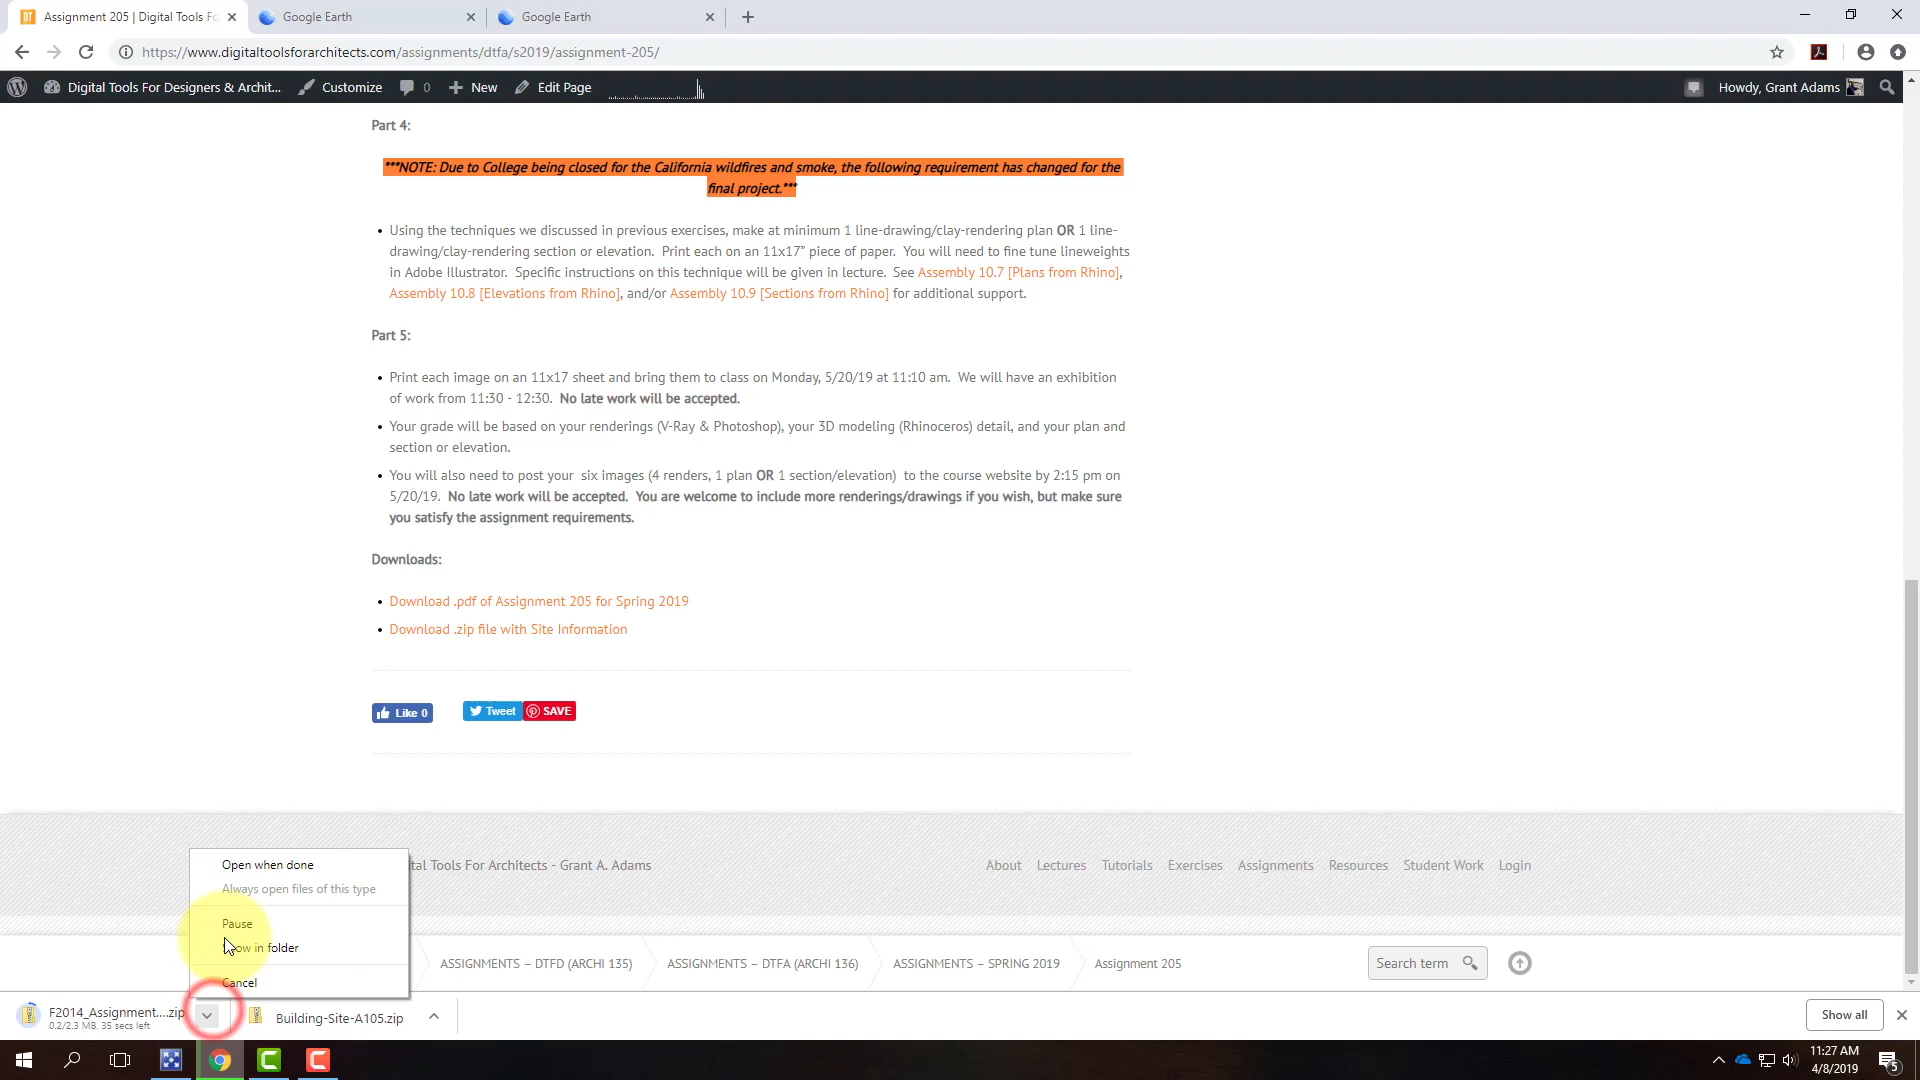 Assignment 205 | Digital Tools Fo
Google Earth
Google Earth
https://www.digitaltoolsforarchitects.com/assignments/dtfa/s2019/assignment-205/
Digital Tools For Designers & Archit...
Customize
0
New
Edit Page
Howdy, Grant Adams
Part 4:
***NOTE: Due to College being closed for the California wildfires and smoke, the following requirement has changed for the
final project.***
• Using the techniques we discussed in previous exercises, make at minimum 1 line-drawing/clay-rendering plan OR 1 line-
drawing/clay-rendering section or elevation.  Print each on an 11x17” piece of paper.  You will need to fine tune lineweights
in Adobe Illustrator.  Specific instructions on this technique will be given in lecture.  See Assembly 10.7 [Plans from Rhino],
Assembly 10.8 [Elevations from Rhino], and/or Assembly 10.9 [Sections from Rhino] for additional support.
Part 5:
• Print each image on an 11x17 sheet and bring them to class on Monday, 5/20/19 at 11:10 am.  We will have an exhibition
of work from 11:30 - 12:30.  No late work will be accepted.
• Your grade will be based on your renderings (V-Ray & Photoshop), your 3D modeling (Rhinoceros) detail, and your plan and
section or elevation.
• You will also need to post your  six images (4 renders, 1 plan OR 1 section/elevation)  to the course website by 2:15 pm on
5/20/19.  No late work will be accepted.  You are welcome to include more renderings/drawings if you wish, but make sure
you satisfy the assignment requirements.
Downloads:
• Download .pdf of Assignment 205 for Spring 2019
• Download .zip file with Site Information
Like 0
Tweet
SAVE
Open when done
Always open files of this type
Pause
Show in folder
Cancel
tal Tools For Architects - Grant A. Adams
About
Lectures
Tutorials
Exercises
Assignments
Resources
Student Work
Login
ASSIGNMENTS – DTFD (ARCHI 135)
ASSIGNMENTS – DTFA (ARCHI 136)
ASSIGNMENTS – SPRING 2019
Assignment 205
Search term
F2014_Assignment....zip
0.2/2.3 MB, 35 secs left
Building-Site-A105.zip
Show all
11:27 AM
4/8/2019
5